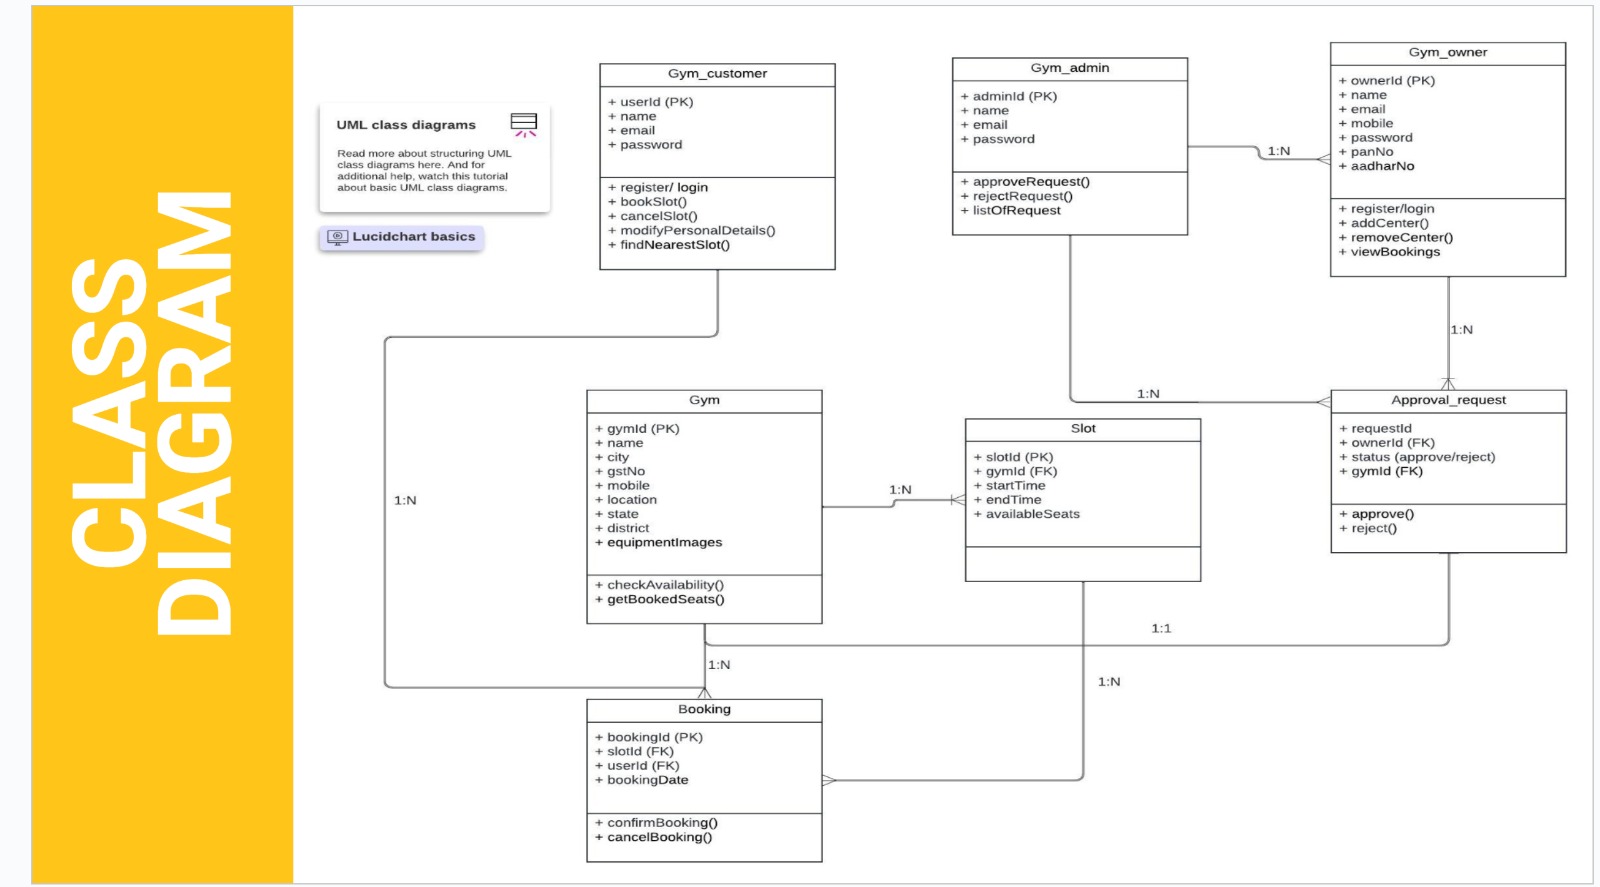 CLASS
DIAGRAM
UML class diagrams
Read more about structuring UML
class diagrams here. And for
additional help, watch this tutorial
about basic UML class diagrams.
Lucidchart basics
Gym_customer
+ userId (PK)
+ name
+ email
+ password
+ register/ login
+ bookSlot()
+ cancelSlot()
+ modifyPersonalDetails()
+ findNearestSlot()
Gym_admin
+ adminId (PK)
+ name
+ email
+ password
+ approveRequest()
+ rejectRequest()
+ listOfRequest
1:N
Gym_owner
+ ownerId (PK)
+ name
+ email
+ mobile
+ password
+ panNo
+ aadharNo
+ register/login
+ addCenter()
+ removeCenter()
+ viewBookings
1:N
1:N
1:N
Gym
+ gymId (PK)
+ name
+ city
+ gstNo
+ mobile
+ location
+ state
+ district
+ equipmentImages
+ checkAvailability()
+ getBookedSeats()
1:N
Slot
+ slotId (PK)
+ gymId (FK)
+ startTime
+ endTime
+ availableSeats
Approval_request
+ requestId
+ ownerId (FK)
+ status (approve/reject)
+ gymId (FK)
+ approve()
+ reject()
1:1
1:N
1:N
Booking
+ bookingId (PK)
+ slotId (FK)
+ userId (FK)
+ bookingDate
+ confirmBooking()
+ cancelBooking()